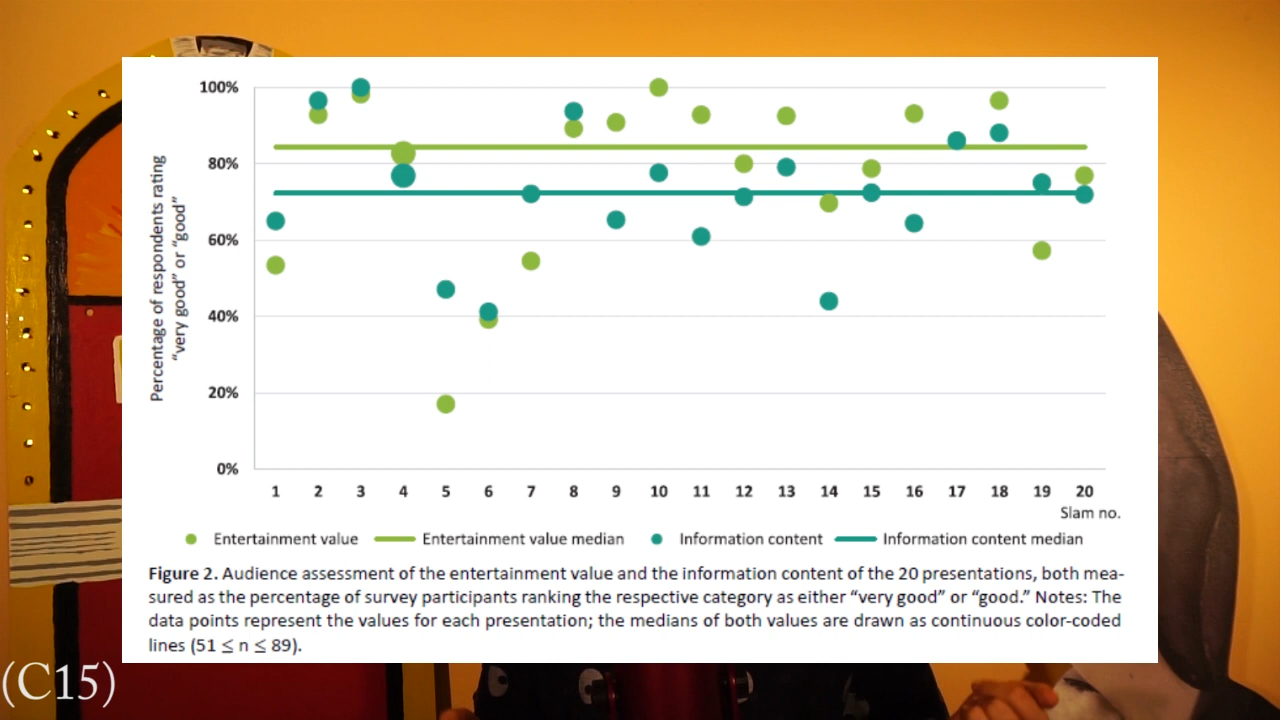 100%
80%
60%
40%
20%
0%
Percentage of respondents rating
“very good” or “good”
1 2 3 4 5 6 7 8 9 10 11 12 13 14 15 16 17 18 19 20
Slam no.
Entertainment value Entertainment value median Information content Information content median
Figure 2. Audience assessment of the entertainment value and the information content of the 20 presentations, both mea-
sured as the percentage of survey participants ranking the respective category as either “very good” or “good.” Notes: The
data points represent the values for each presentation; the medians of both values are drawn as continuous color-coded
lines (51 ≤ n ≤ 89).
(C15)